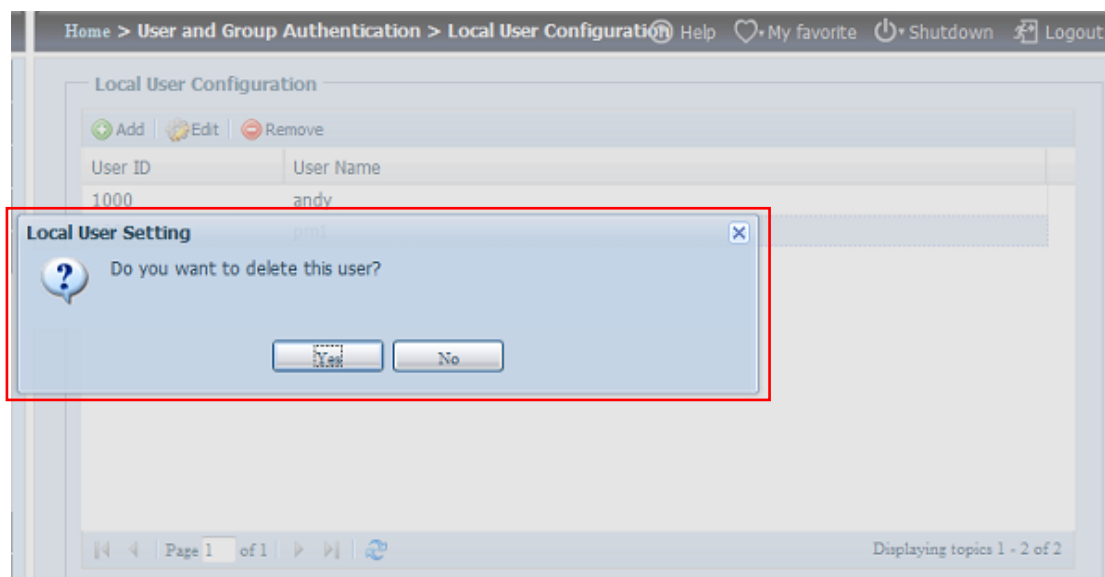 Home > User and Group Authentication > Local User Configuration Help My favorite Shutdown Logout
Local User Configuration
Add Edit Remove
User ID User Name
1000 andy
Local User Setting
Do you want to delete this user?
Yes No
Page 1 of 1 Displaying topics 1 - 2 of 2